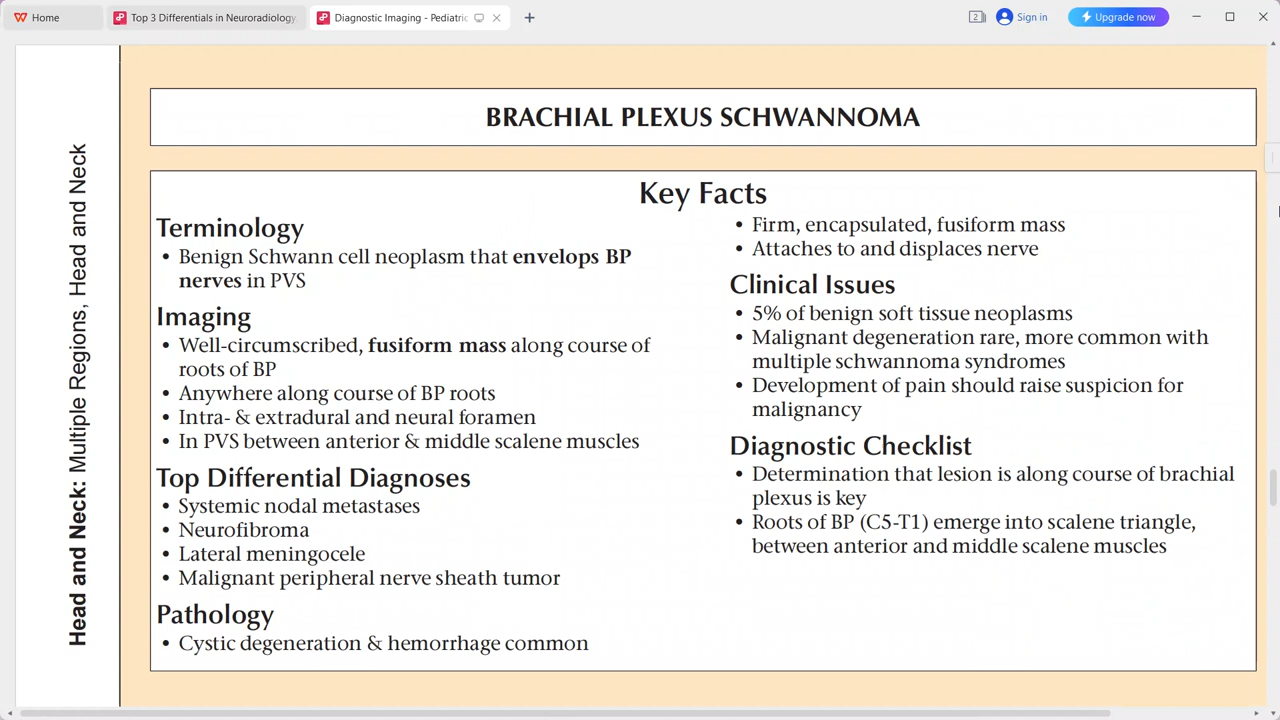 Home
Top 3 Differentials in Neuroradiology.
Diagnostic Imaging - Pediatric
2
Sign in
Upgrade now
Head and Neck: Multiple Regions, Head and Neck
BRACHIAL PLEXUS SCHWANNOMA
Key Facts
Terminology
• Benign Schwann cell neoplasm that envelops BP
nerves in PVS
Imaging
• Well-circumscribed, fusiform mass along course of
roots of BP
• Anywhere along course of BP roots
• Intra- & extradural and neural foramen
• In PVS between anterior & middle scalene muscles
Top Differential Diagnoses
• Systemic nodal metastases
• Neurofibroma
• Lateral meningocele
• Malignant peripheral nerve sheath tumor
Pathology
• Cystic degeneration & hemorrhage common
• Firm, encapsulated, fusiform mass
• Attaches to and displaces nerve
Clinical Issues
• 5% of benign soft tissue neoplasms
• Malignant degeneration rare, more common with
multiple schwannoma syndromes
• Development of pain should raise suspicion for
malignancy
Diagnostic Checklist
• Determination that lesion is along course of brachial
plexus is key
• Roots of BP (C5-T1) emerge into scalene triangle,
between anterior and middle scalene muscles